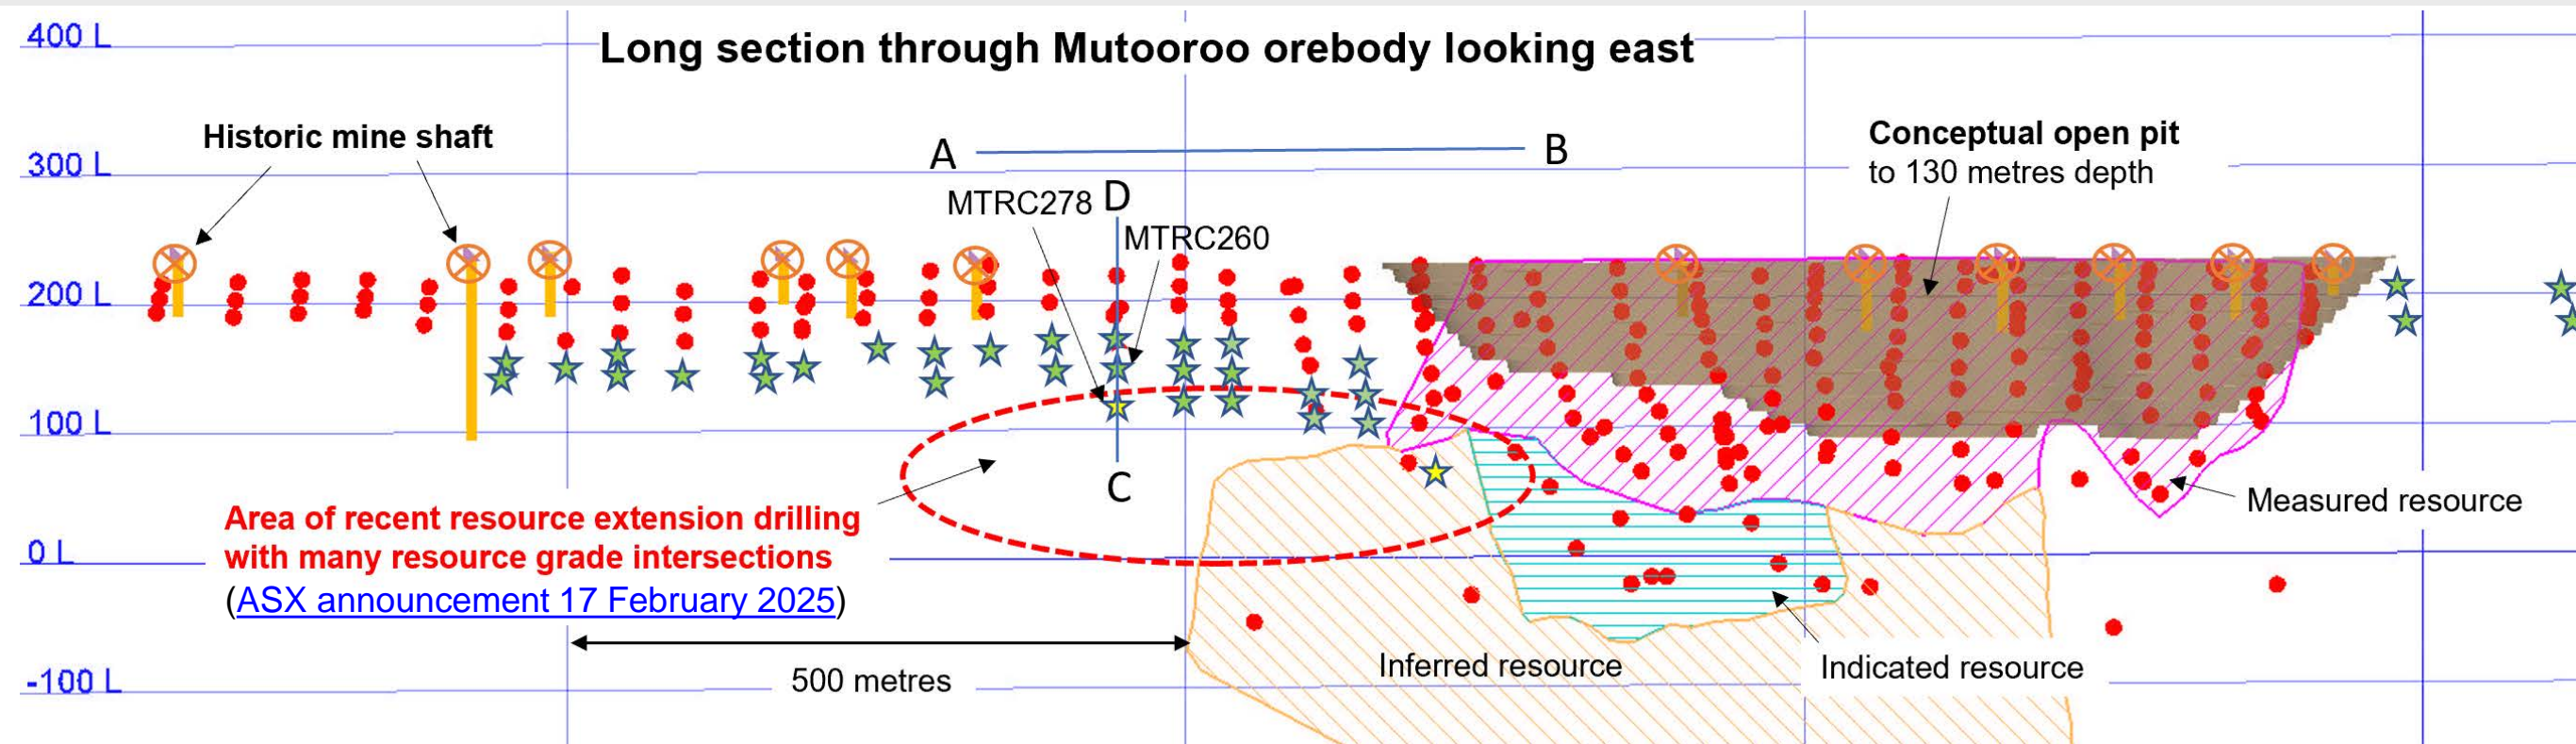 400 L
Long section through Mutooroo orebody looking east
Historic mine shaft
Conceptual open pit
to 130 metres depth
300 L
A
B
MTRC278
D
MTRC260
200 L
100 L
C
Area of recent resource extension drilling
with many resource grade intersections
(ASX announcement 17 February 2025)
Measured resource
0 L
500 metres
Inferred resource
Indicated resource
-100 L